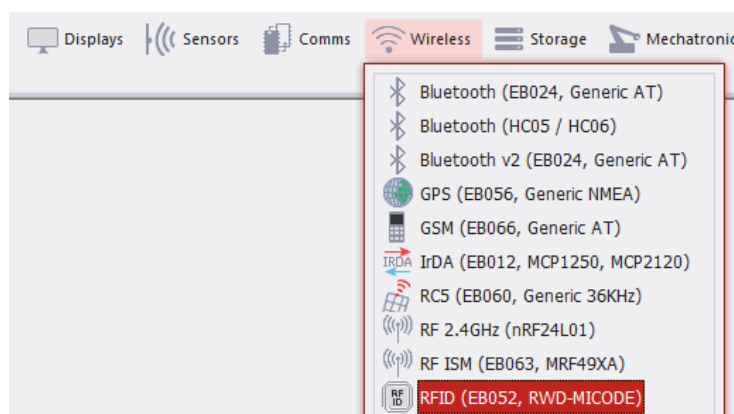 Displays Sensors Comms Wireless Storage Mechatronic
Bluetooth (EB024, Generic AT)
Bluetooth (HC05 / HC06)
Bluetooth v2 (EB024, Generic AT)
GPS (EB056, Generic NMEA)
GSM (EB066, Generic AT)
IRDA IrDA (EB012, MCP1250, MCP2120)
RC5 (EB060, Generic 36KHz)
RF 2.4GHz (nRF24L01)
RF ISM (EB063, MRF49XA)
RF ID RFID (EB052, RWD-MICODE)